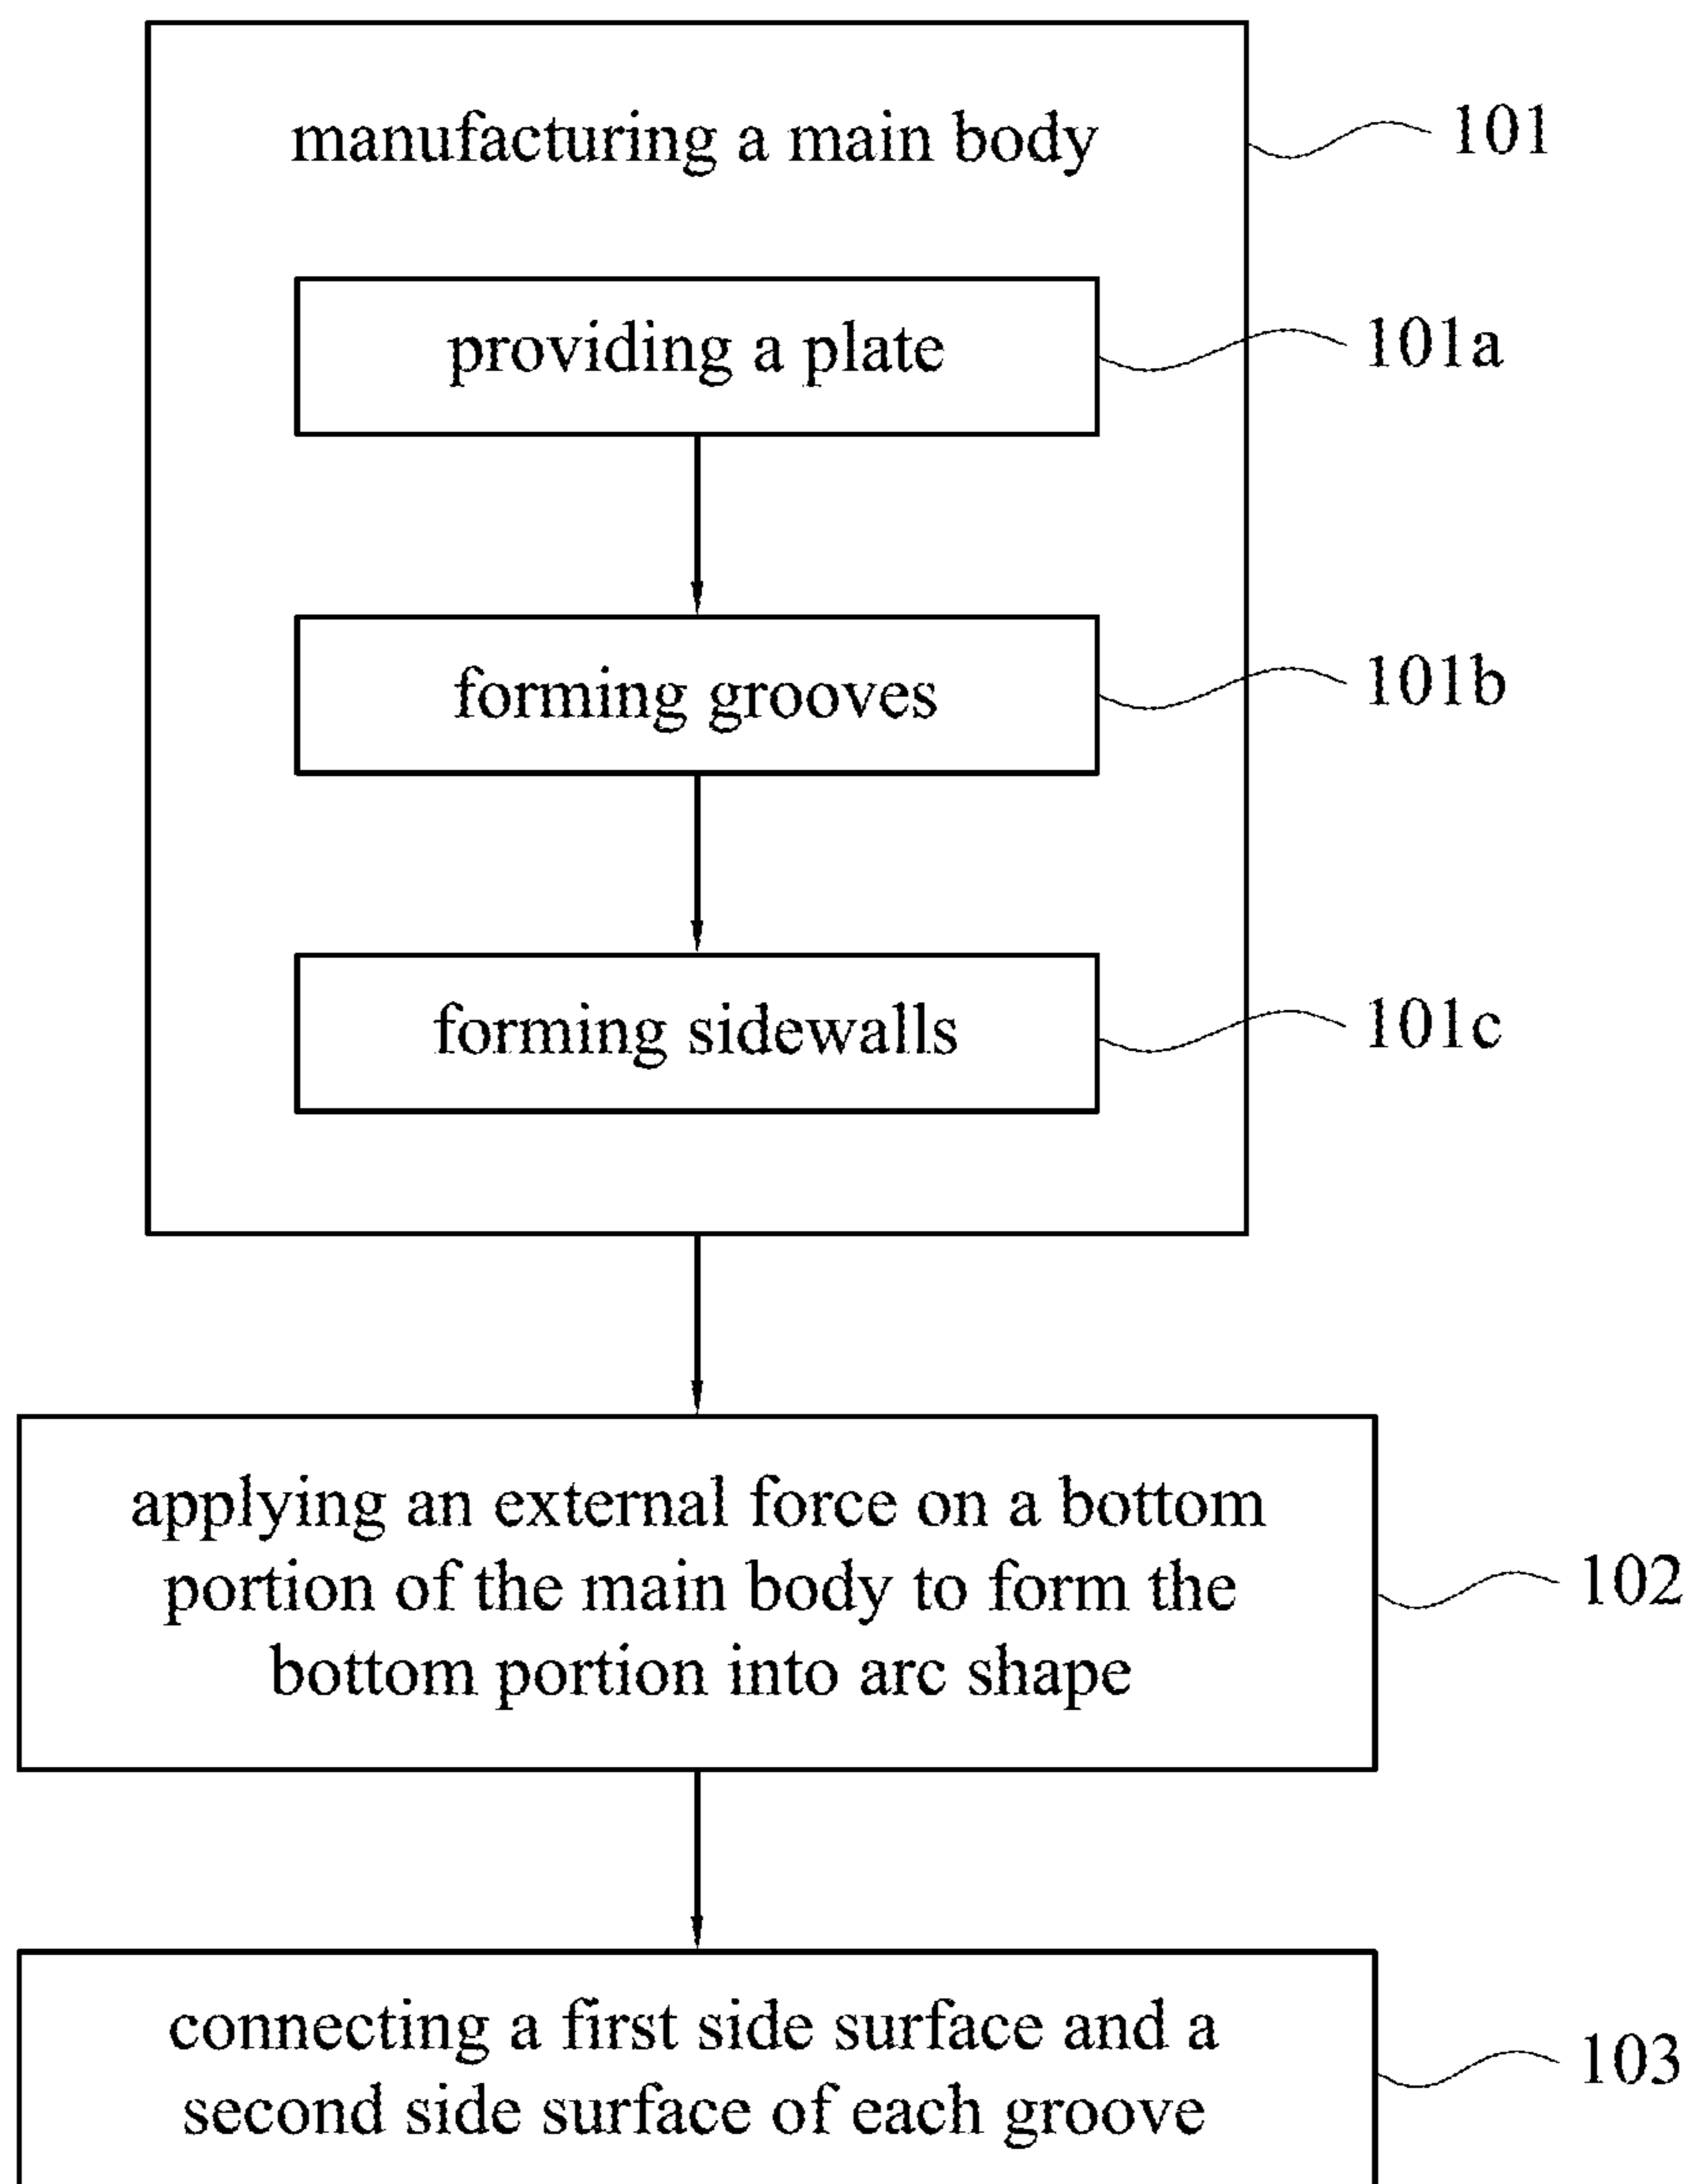 manufacturing a main body
101
providing a plate
101a
forming grooves
101b
forming sidewalls
101c
applying an external force on a bottom
portion of the main body to form the
bottom portion into arc shape
102
connecting a first side surface and a
second side surface of each groove
103